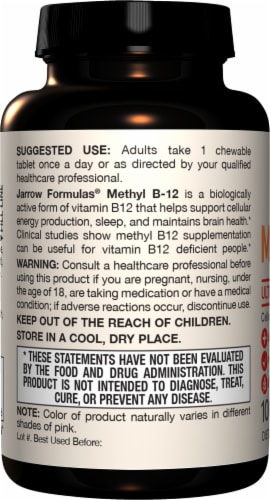 SUGGESTED USE: Adults take 1 chewable
tablet once a day or as directed by your qualified
healthcare professional.
Jarrow Formulas® Methyl B-12 is a biologically
active form of vitamin B12 that helps support cellular
energy production, sleep, and maintains brain health.*
Clinical studies show methyl B12 supplementation
can be useful for vitamin B12 deficient people.*
WARNING: Consult a healthcare professional before
using this product if you are pregnant, nursing, under
the age of 18, are taking medication or have a medical
condition; if adverse reactions occur, discontinue use.
KEEP OUT OF THE REACH OF CHILDREN.
STORE IN A COOL, DRY PLACE.
* THESE STATEMENTS HAVE NOT BEEN EVALUATED
BY THE FOOD AND DRUG ADMINISTRATION. THIS
PRODUCT IS NOT INTENDED TO DIAGNOSE, TREAT,
CURE, OR PREVENT ANY DISEASE.
NOTE: Color of product naturally varies in different
shades of pink.
Lot #. Best Used Before:
M
10